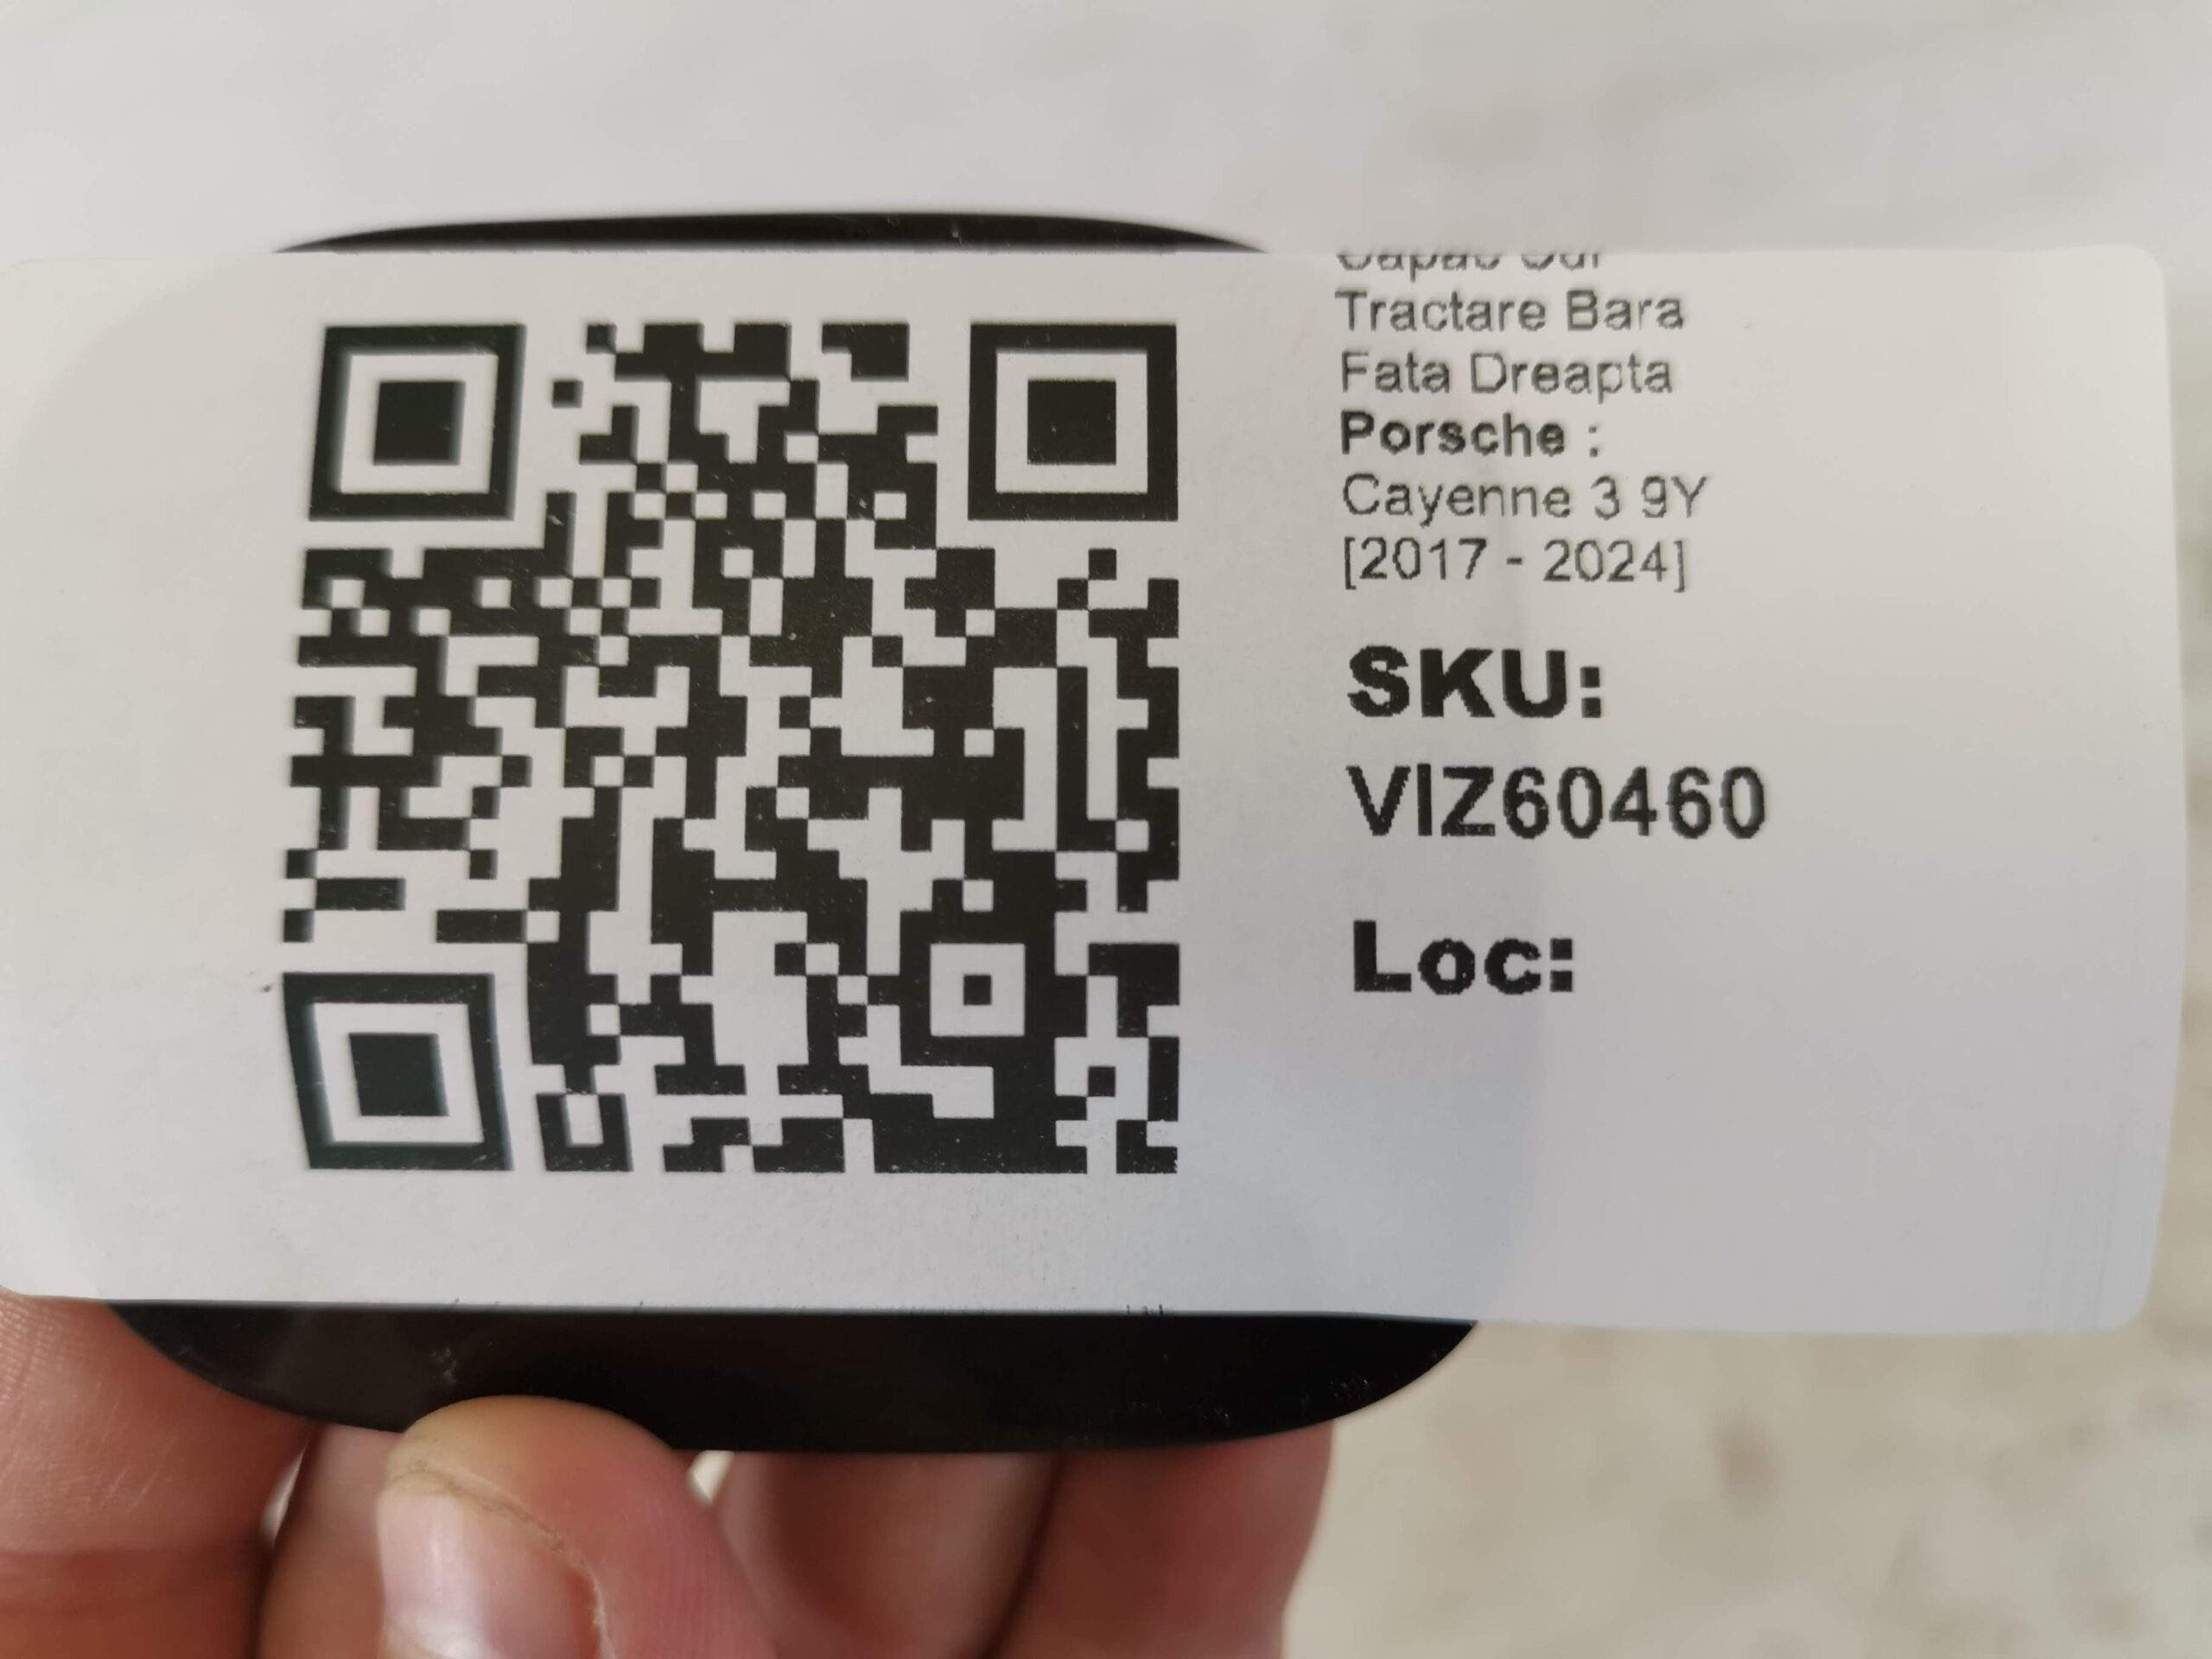 Tractare Bara
Fata Dreapta
Porsche :
Cayenne 3 9Y
[2017 - 2024]
SKU:
VIZ60460
Loc: